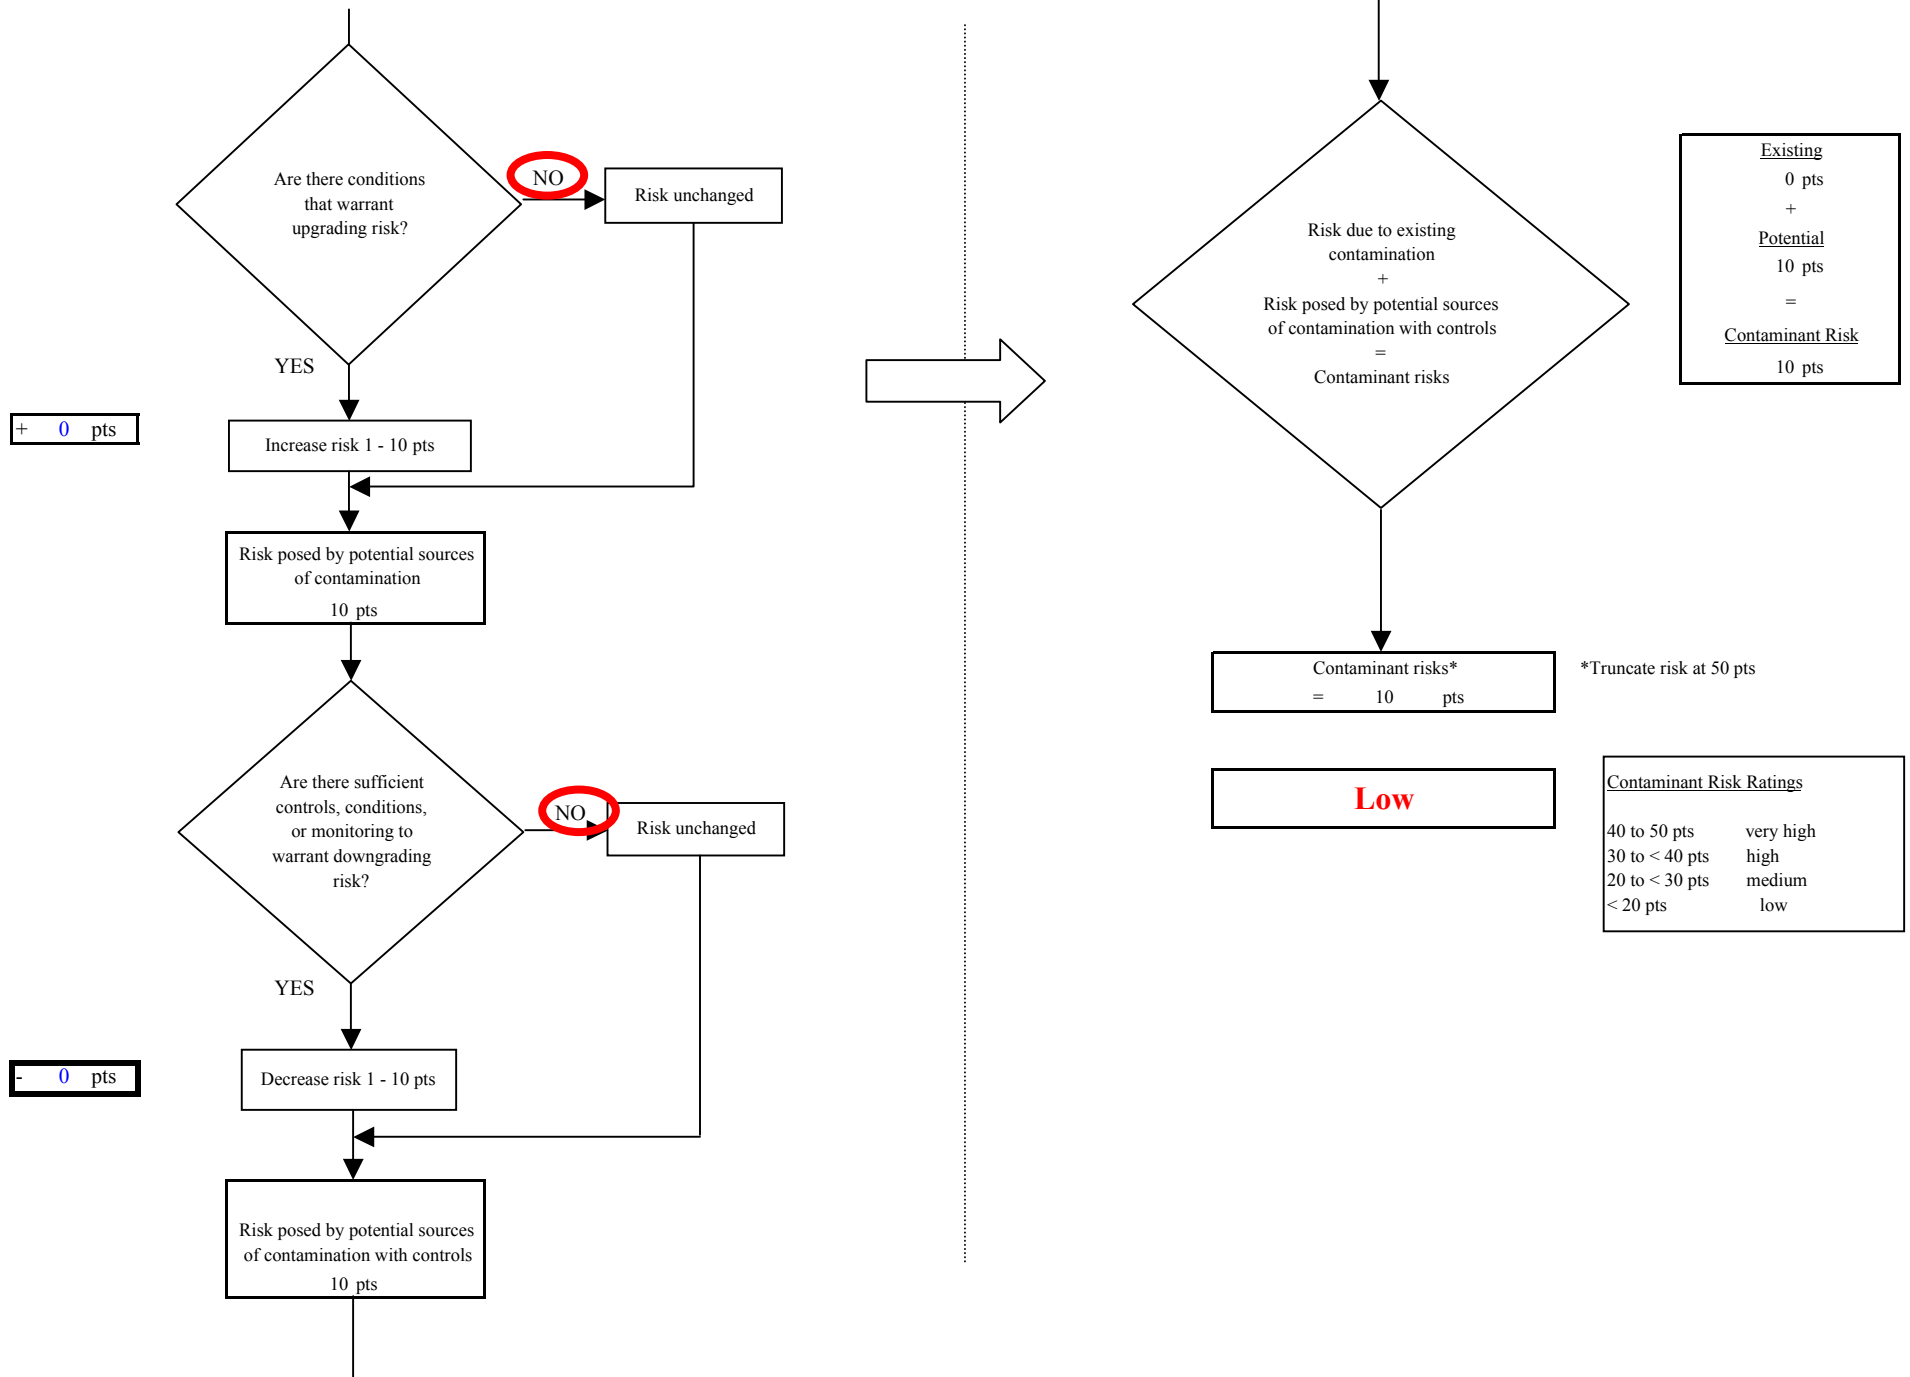 Are there conditions
that warrant
upgrading risk?
NO
Risk unchanged
YES
+ 0 pts
Increase risk 1 - 10 pts
Risk posed by potential sources
of contamination
10 pts
Are there sufficient
controls, conditions,
or monitoring to
warrant downgrading
risk?
NO
Risk unchanged
YES
- 0 pts
Decrease risk 1 - 10 pts
Risk posed by potential sources
of contamination with controls
10 pts
Risk due to existing
contamination
+
Risk posed by potential sources
of contamination with controls
=
Contaminant risks
Existing
0 pts
+
Potential
10 pts
=
Contaminant Risk
10 pts
Contaminant risks*
= 10 pts
*Truncate risk at 50 pts
Low
Contaminant Risk Ratings
40 to 50 pts very high
30 to < 40 pts high
20 to < 30 pts medium
< 20 pts low